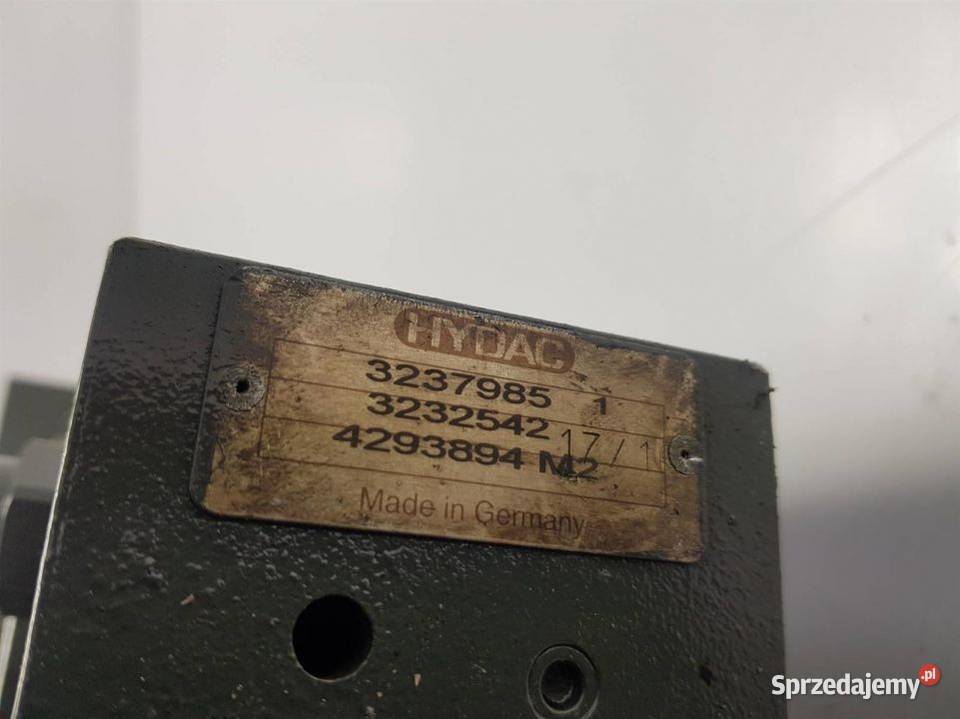 HYDAC
3237985 1
3232542
4293894 M2
17/1
Made in Germany
Sprzedajemy.pl